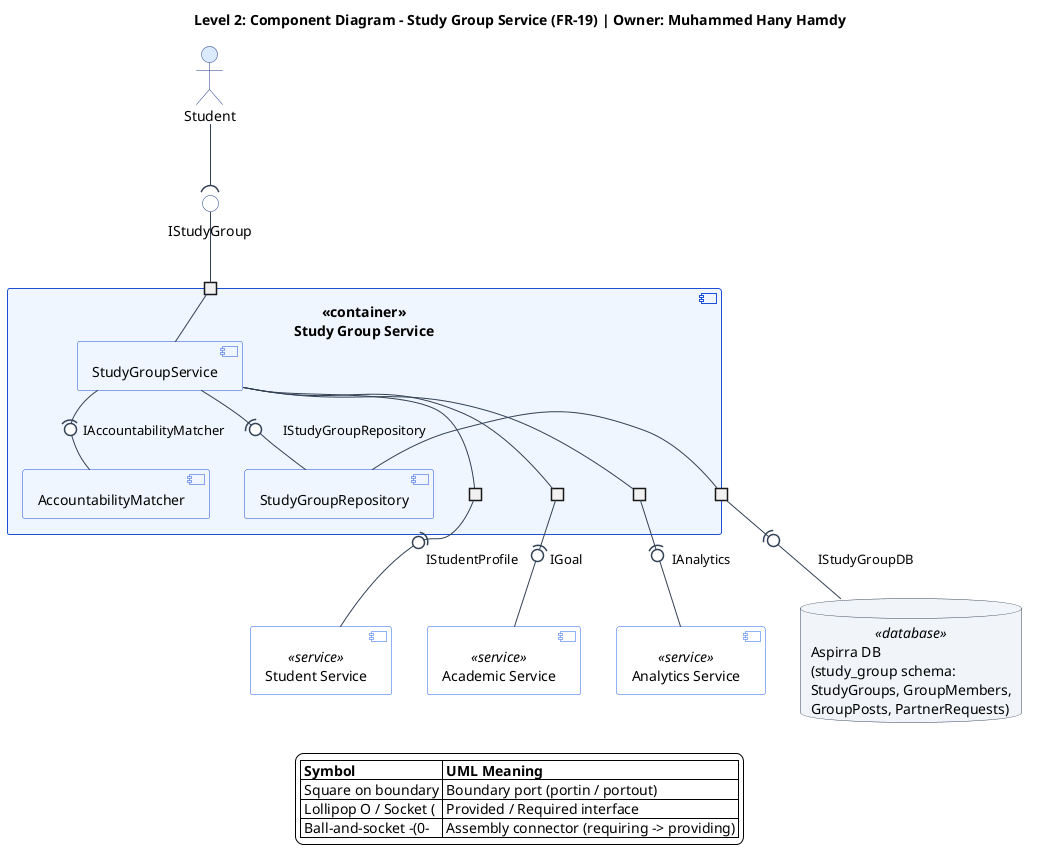 Level 2: Component Diagram - Study Group Service (FR-19) | Owner: Muhammed Hany Hamdy
Student
IStudyGroup
«container»
Study Group Service
StudyGroupService
IAccountabilityMatcher
IStudyGroupRepository
AccountabilityMatcher
StudyGroupRepository
IStudentProfile
IGoal
IAnalytics
IStudyGroupDB
«service»
Student Service
«service»
Academic Service
«service»
Analytics Service
«database»
Aspirra DB
(study_group schema:
StudyGroups, GroupMembers,
GroupPosts, PartnerRequests)
Symbol UML Meaning
Square on boundary Boundary port (portin / portout)
Lollipop O / Socket ( Provided / Required interface
Ball-and-socket -(0- Assembly connector (requiring -> providing)